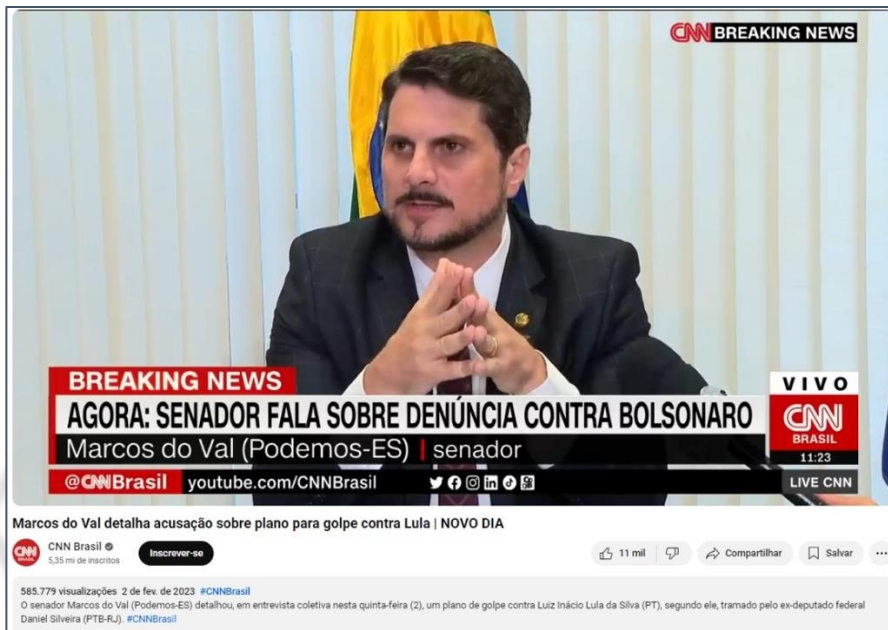 CNN BREAKING NEWS
BREAKING NEWS
AGORA: SENADOR FALA SOBRE DENÚNCIA CONTRA BOLSONARO
Marcos do Val (Podemos-ES) | senador
@CNNBrasil youtube.com/CNNBrasil
VIVO
CNN
BRASIL
11:23
LIVE CNN
Marcos do Val detalha acusação sobre plano para golpe contra Lula | NOVO DIA
CNN
BRASIL
CNN Brasil
5,35 mi de inscritos
Inscrever-se
11 mil
Compartilhar
Salvar
...
585.779 visualizações 2 de fev. de 2023 #CNNBrasil
O senador Marcos do Val (Podemos-ES) detalhou, em entrevista coletiva nesta quinta-feira (2), um plano de golpe contra Luiz Inácio Lula da Silva (PT), segundo ele, tramado pelo ex-deputado federal
Daniel Silveira (PTB-RJ). #CNNBrasil